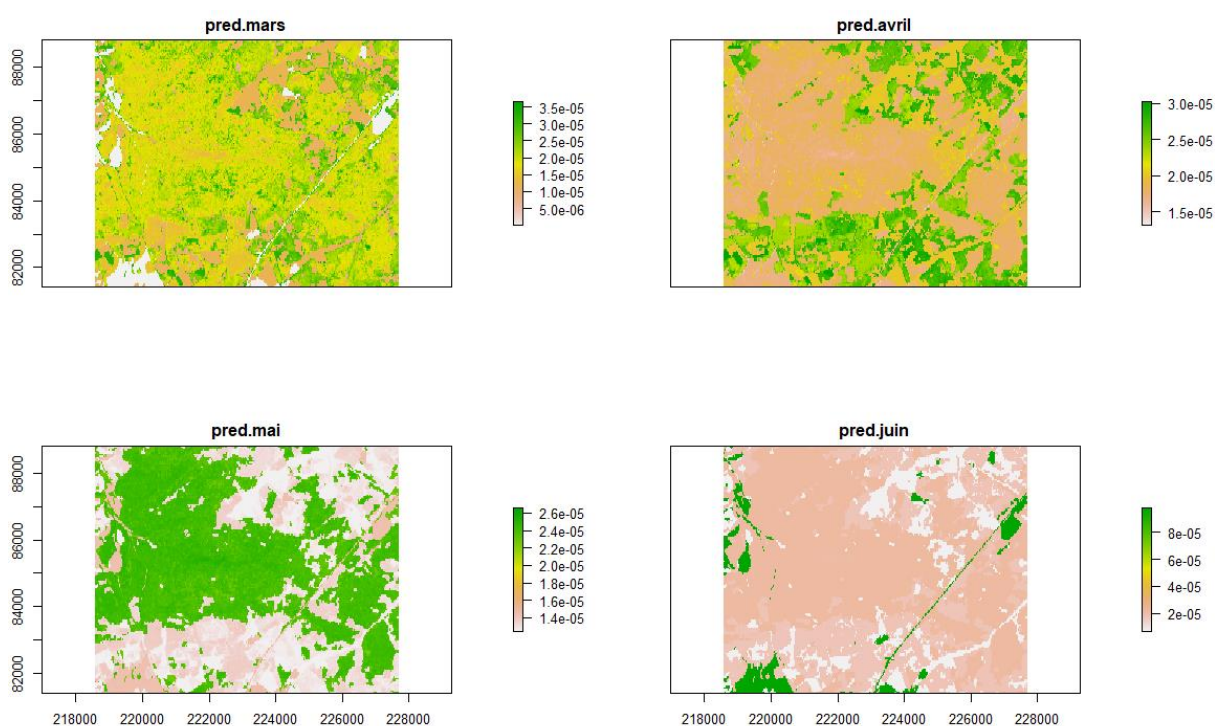 pred.mars
88000
86000
84000
82000
3.5e-05
3.0e-05
2.5e-05
2.0e-05
1.5e-05
1.0e-05
5.0e-06
pred.avril
3.0e-05
2.5e-05
2.0e-05
1.5e-05
pred.mai
88000
86000
84000
82000
218000 220000 222000 224000 226000 228000
2.6e-05
2.4e-05
2.2e-05
2.0e-05
1.8e-05
1.6e-05
1.4e-05
pred.juin
218000 220000 222000 224000 226000 228000
8e-05
6e-05
4e-05
2e-05